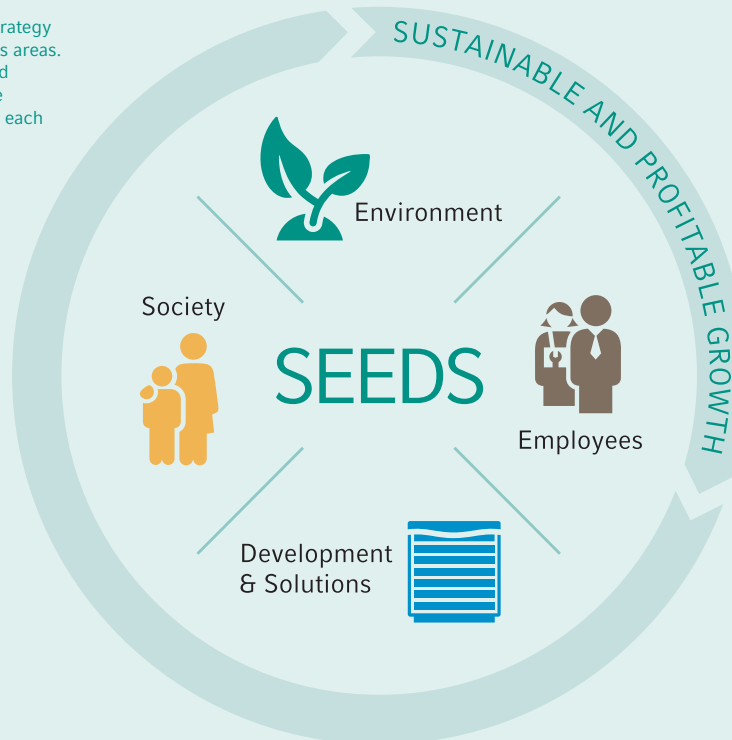 rategy
s areas.
d
e
each
SUSTAINABLE AND PROFITABLE GROWTH
Environment
Society
SEEDS
Employees
Development
& Solutions